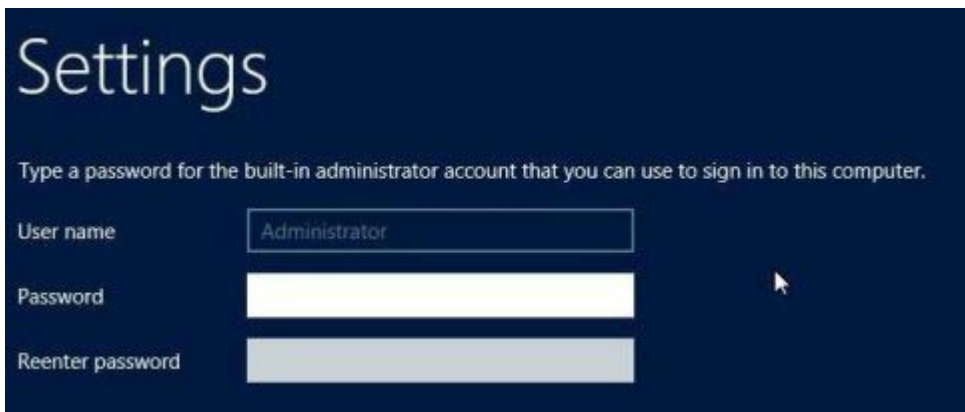 Settings
Type a password for the built-in administrator account that you can use to sign in to this computer.
User name Administrator
Password
Reenter password